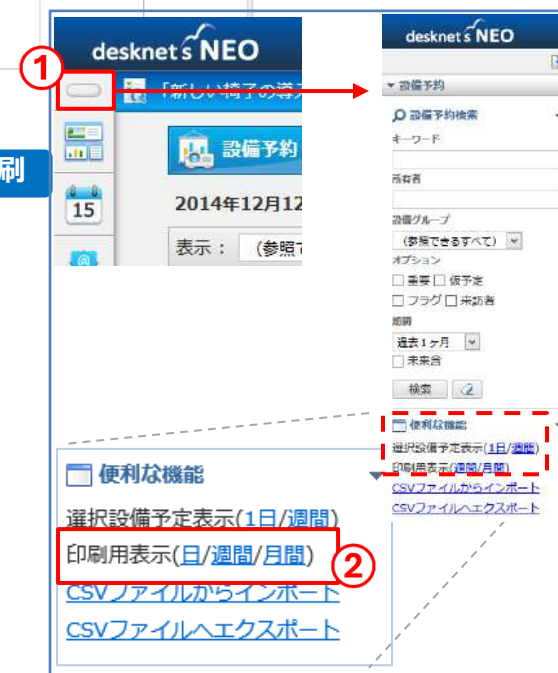 desknet's NEO
①
「新しい椅子の導入
設備予約
2014年12月12
表示： （参照
15
刷
desknet's NEO
設備予約
設備予約検索
キーワード
所有者
設備グループ
（参照できるすべて）
オプション
重要 仮予定
フラグ 来訪者
期間
過去1ヶ月
未来含
検索
便利な機能
選択設備予定表示(1日/週間)
印刷用表示(週間/月間)
CSVファイルからインポート
CSVファイルへエクスポート
便利な機能
選択設備予定表示(1日/週間)
印刷用表示(日/週間/月間)
②
CSVファイルからインポート
CSVファイルへエクスポート